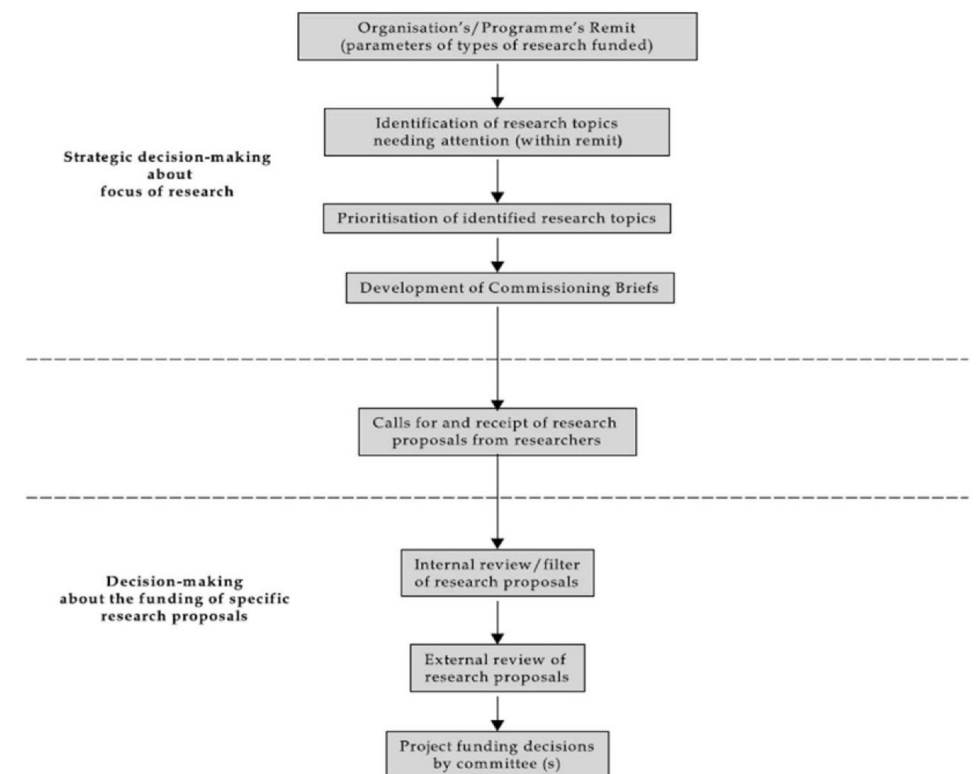 Organisation's/Programme's Remit
(parameters of types of research funded)
Identification of research topics
needing attention (within remit)
Strategic decision-making
about
focus of research
Prioritisation of identified research topics
Development of Commissioning Briefs
Calls for and receipt of research
proposals from researchers
Internal review/filter
of research proposals
Decision-making
about the funding of specific
research proposals
External review of
research proposals
Project funding decisions
by committee (s)